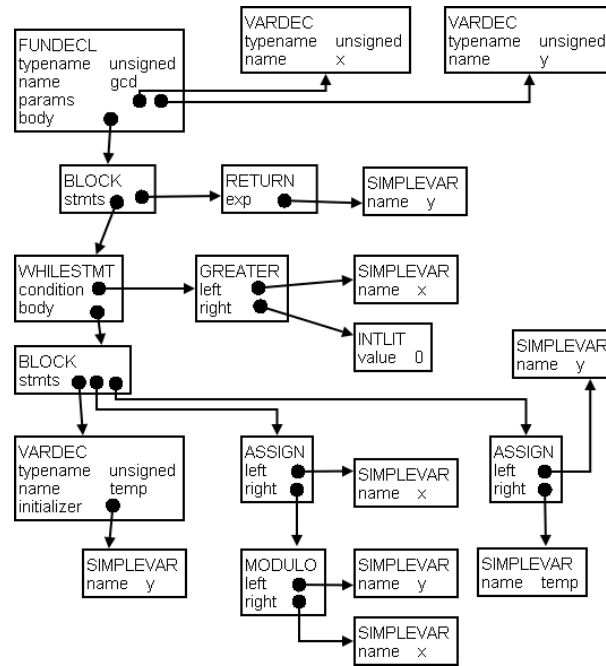 FUNDECL
typename unsigned
name gcd
params
body
VARDEC
typename unsigned
name x
VARDEC
typename unsigned
name y
BLOCK
stmts
RETURN
exp
SIMPLEVAR
name y
WHILESTMT
condition
body
GREATER
left
right
SIMPLEVAR
name x
INTLIT
value 0
SIMPLEVAR
name y
BLOCK
stmts
VARDEC
typename unsigned
name temp
initializer
ASSIGN
left
right
SIMPLEVAR
name x
ASSIGN
left
right
SIMPLEVAR
name y
MODULO
left
right
SIMPLEVAR
name y
SIMPLEVAR
name temp
SIMPLEVAR
name x